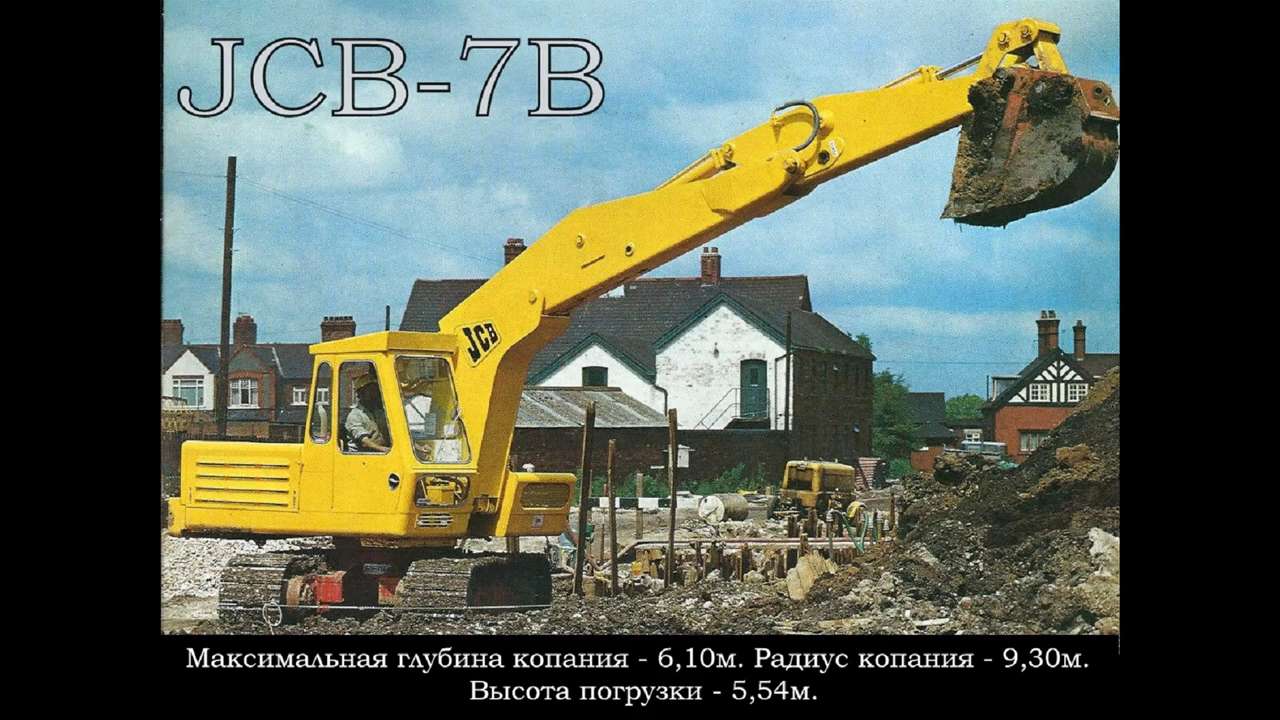 JCB-7B
JCB
Максимальная глубина копания - 6,10м. Радиус копания - 9,30м.
Высота погрузки - 5,54м.